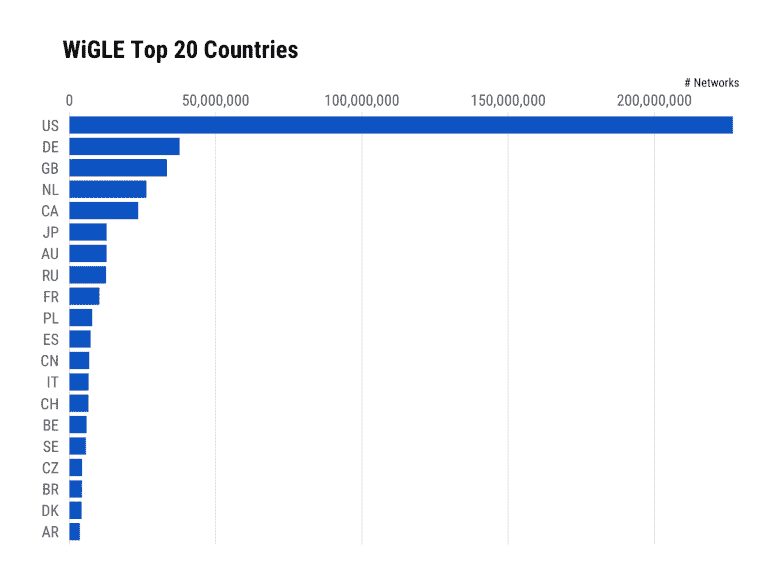 WiGLE Top 20 Countries
# Networks
0 50,000,000 100,000,000 150,000,000 200,000,000
US
DE
GB
NL
CA
JP
AU
RU
FR
PL
ES
CN
IT
CH
BE
SE
CZ
BR
DK
AR